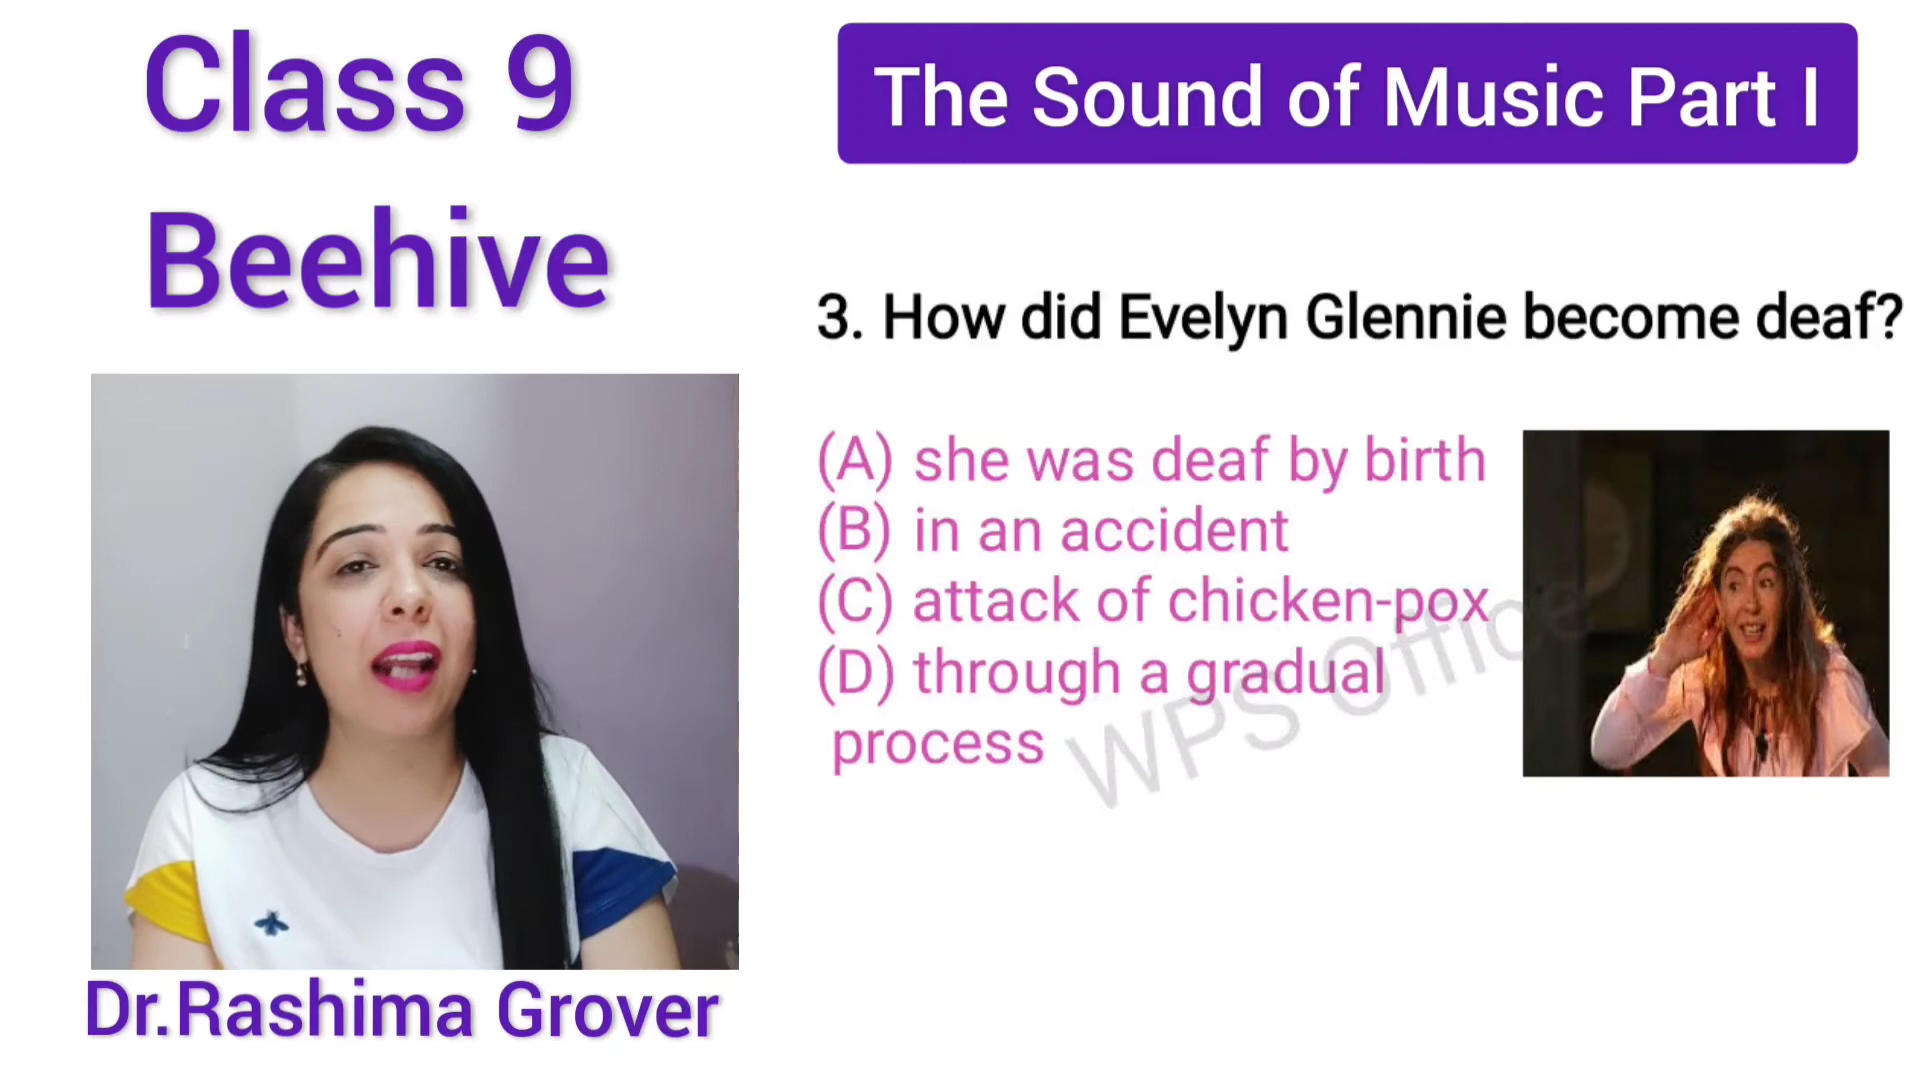 Class 9
Beehive
The Sound of Music Part I
3. How did Evelyn Glennie become deaf?
(A) she was deaf by birth
(B) in an accident
(C) attack of chicken-pox
(D) through a gradual
process
WPS Office
Dr.Rashima Grover